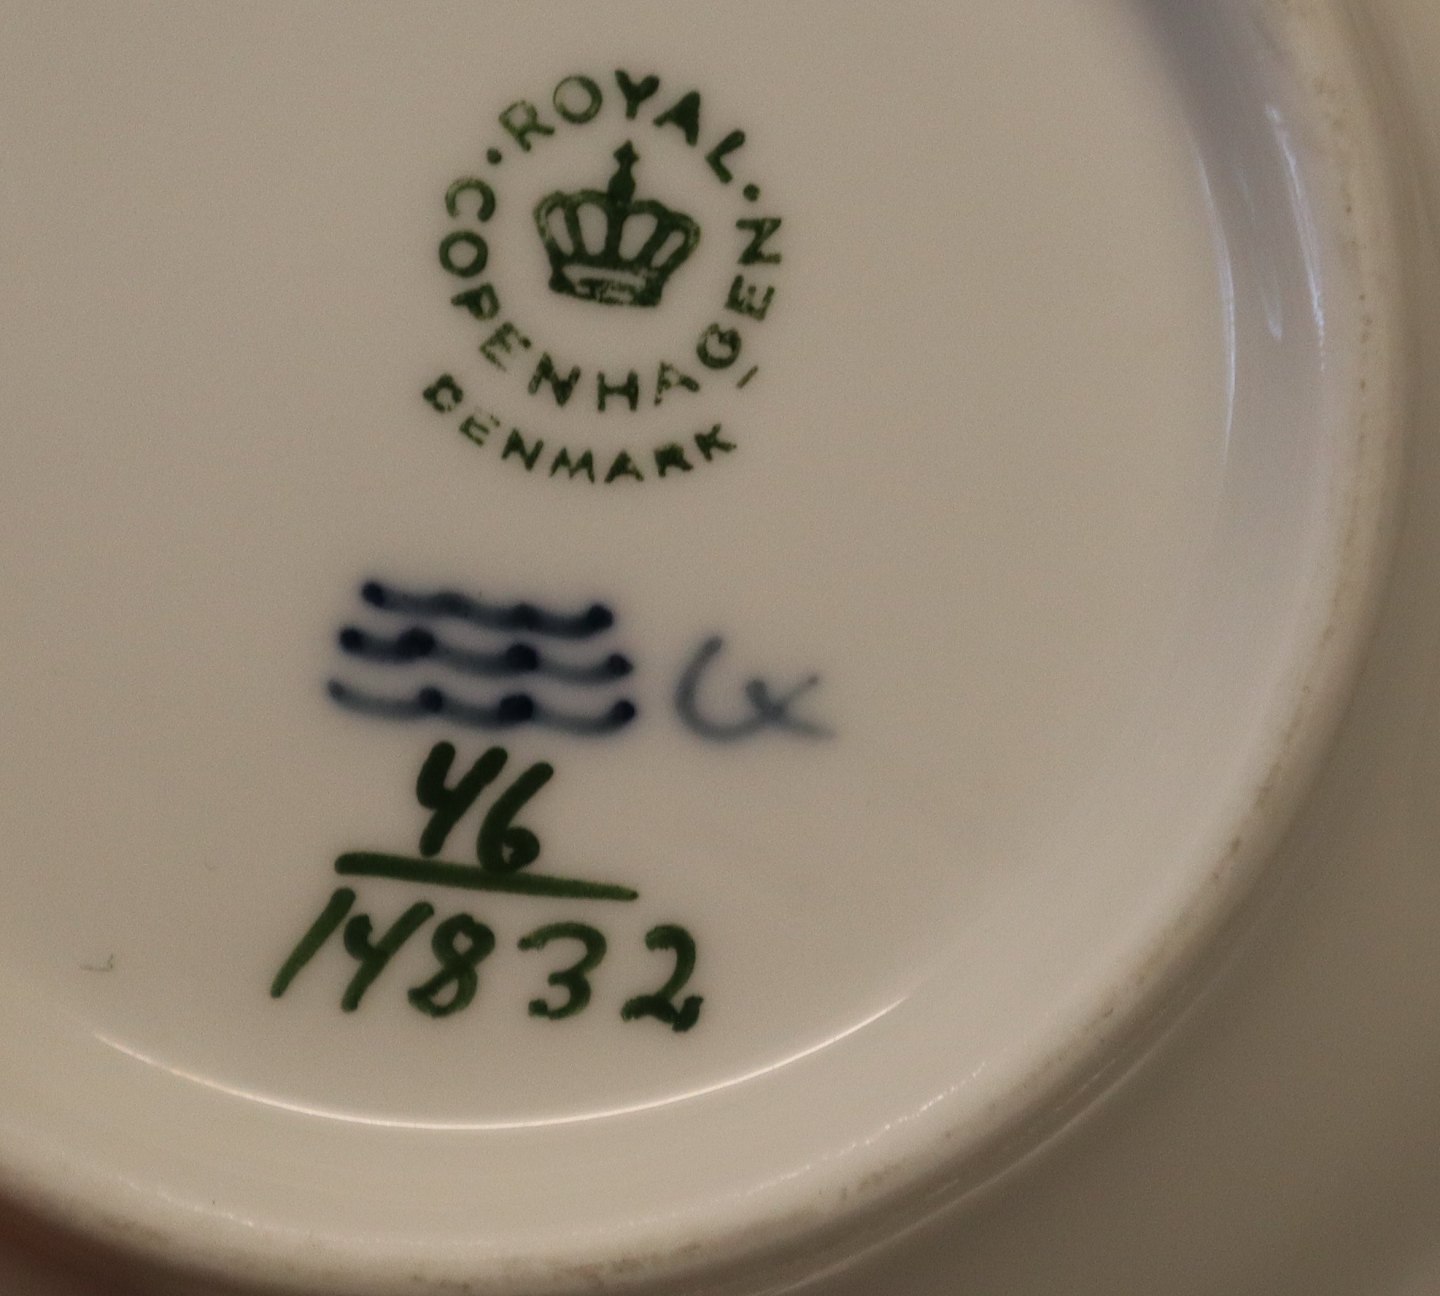 · ROYAL ·
COPENHAGEN
DENMARK
46
14832